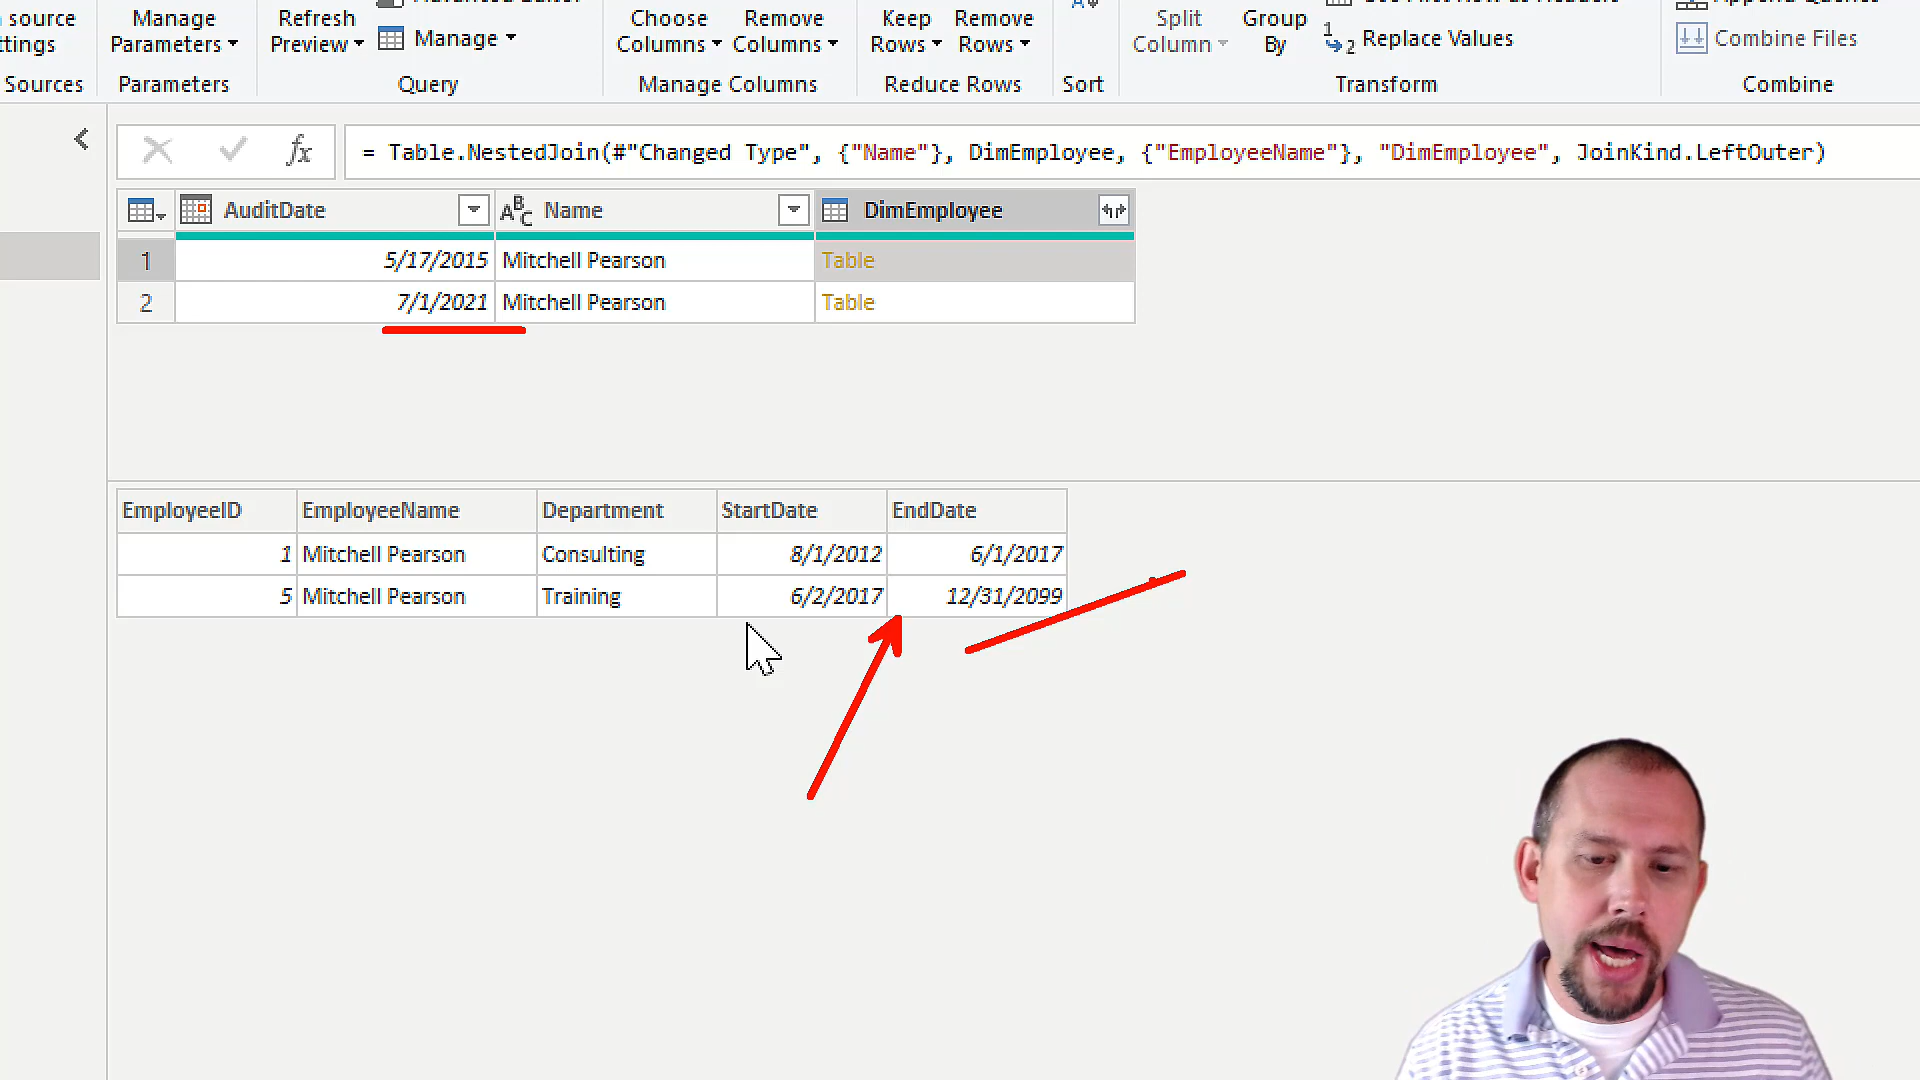 source
Manage
Refresh
Choose
Remove
Keep
Remove
Split
Group
ttings
Parameters
Preview
Manage
Columns
Columns
Rows
Rows
Column
By
Replace Values
Combine Files
Sources
Parameters
Query
Manage Columns
Reduce Rows
Sort
Transform
Combine
fx = Table.NestedJoin(#"Changed Type", {"Name"}, DimEmployee, {"EmployeeName"}, "DimEmployee", JoinKind.LeftOuter)
AuditDate ABC Name DimEmployee
1 5/17/2015 Mitchell Pearson Table
2 7/1/2021 Mitchell Pearson Table
EmployeeID EmployeeName Department StartDate EndDate
1 Mitchell Pearson Consulting 8/1/2012 6/1/2017
5 Mitchell Pearson Training 6/2/2017 12/31/2099